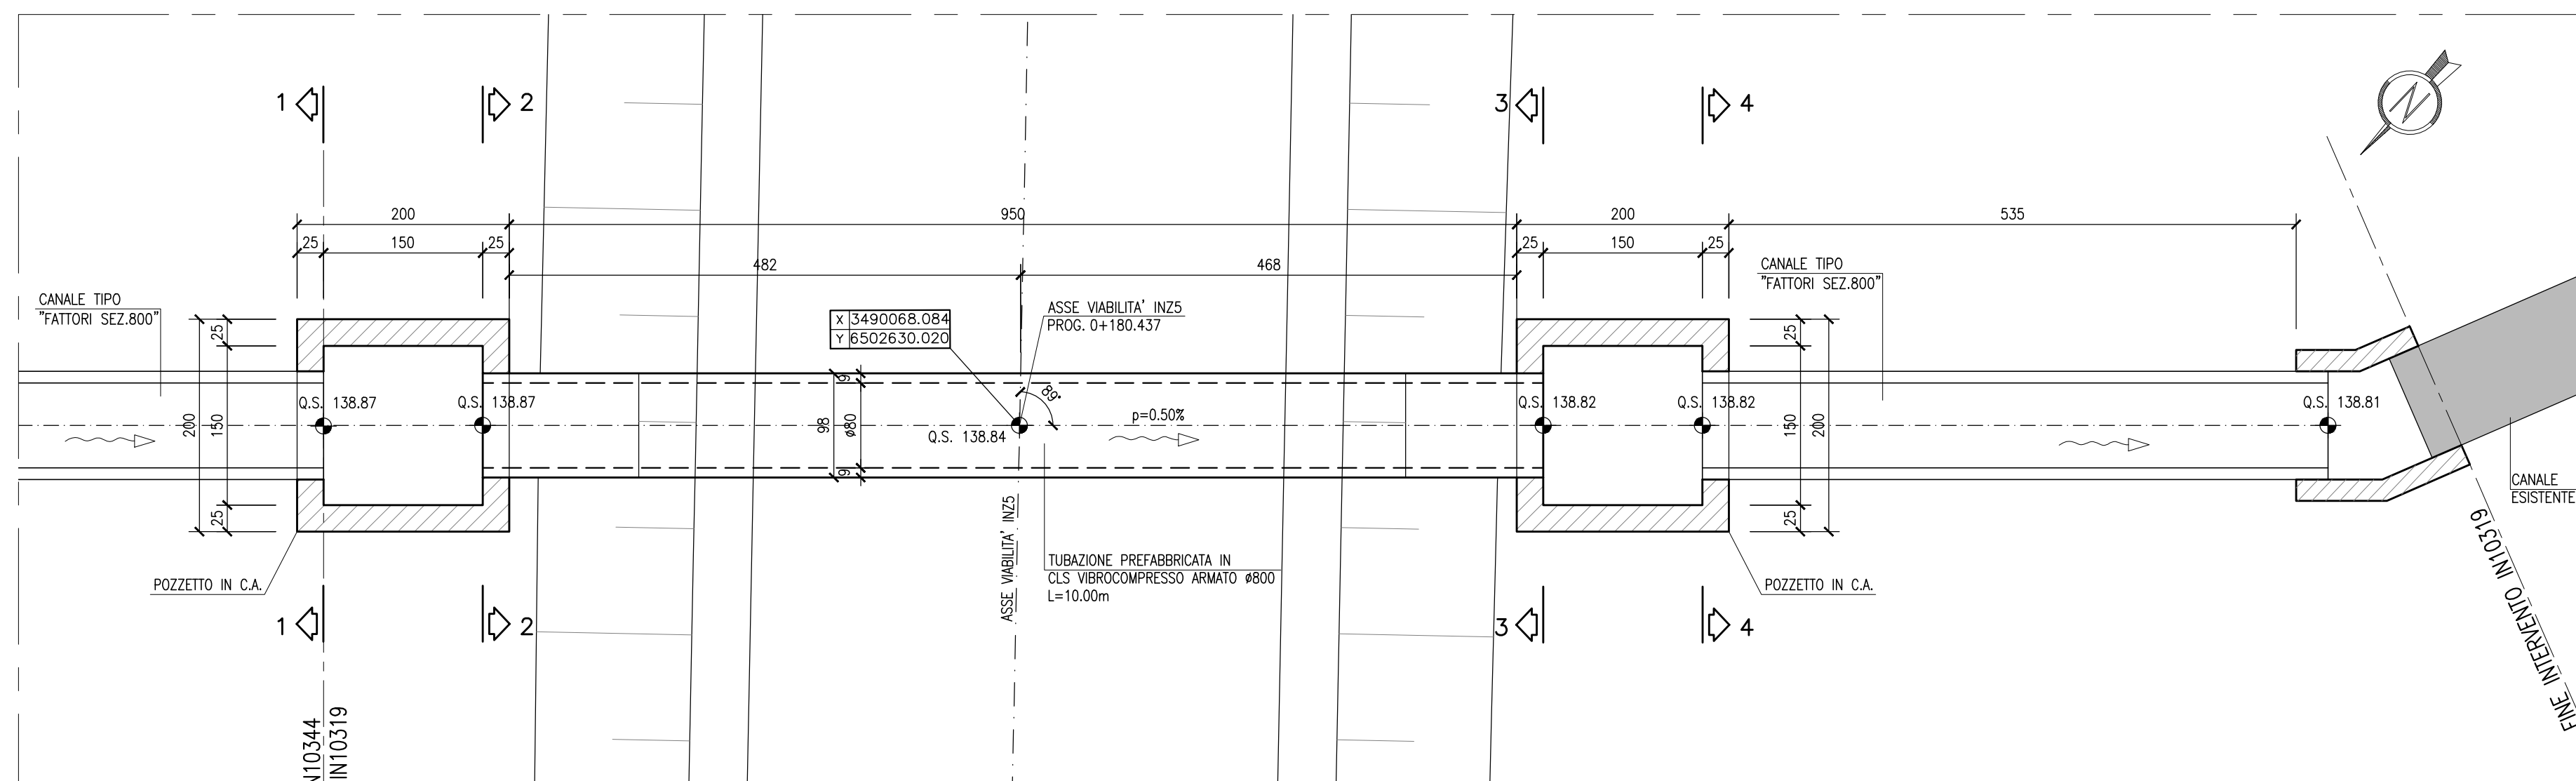 1
2
3
4
N
200
950
200
535
25
150
25
25
150
25
482
468
CANALE TIPO
"FATTORI SEZ.800"
X 3490068.084
Y 6502630.020
ASSE VIABILITA' INZ5
PROG. 0+180.437
CANALE TIPO
"FATTORI SEZ.800"
25
150
25
200
9
ø80
9
98
89°
25
150
25
200
Q.S. 138.87
Q.S. 138.87
Q.S. 138.84
p=0.50%
Q.S. 138.82
Q.S. 138.82
Q.S. 138.81
CANALE
ESISTENTE
ASSE VIABILITA' INZ5
TUBAZIONE PREFABBRICATA IN
CLS VIBROCOMPRESSO ARMATO ø800
L=10.00m
POZZETTO IN C.A.
POZZETTO IN C.A.
FINE INTERVENTO IN10319
1
2
3
4
N10344
IN10319